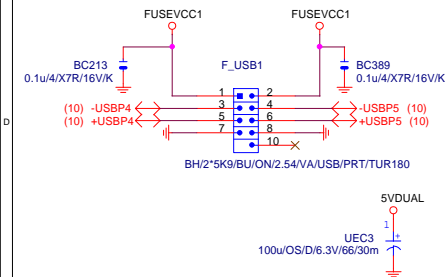 FUSEVCC1 FUSEVCC1
BC213 F_USB1 BC389
0.1u/4/X7R/16V/K 0.1u/4/X7R/16V/K
1 2
(10) -USBP4 3 4 -USBP5 (10)
(10) +USBP4 5 6 +USBP5 (10)
7 8
10
D
BH/2*5K9/BU/ON/2.54/VA/USB/PRT/TUR180
5VDUAL
1
+
UEC3
100u/OS/D/6.3V/66/30m